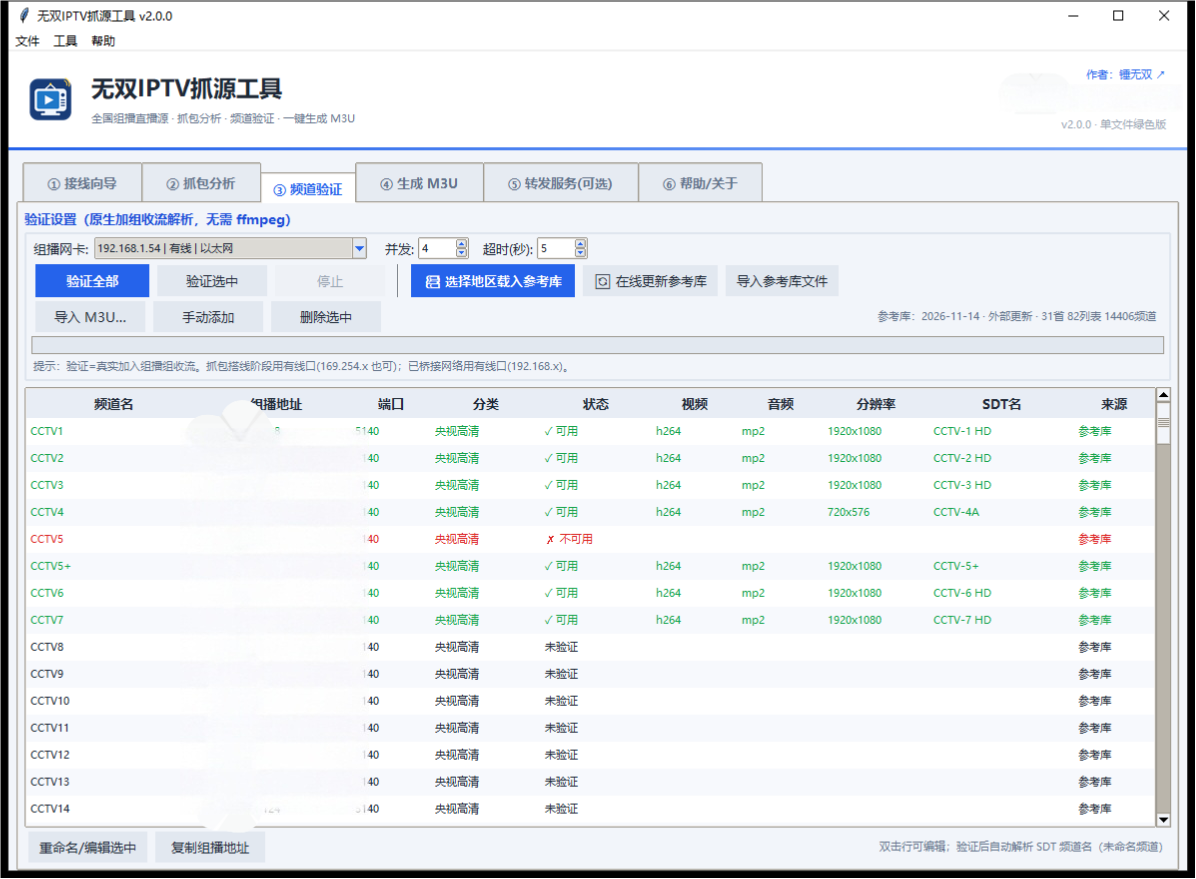 无双IPTV抓源工具 v2.0.0
文件 工具 帮助
无双IPTV抓源工具
全国组播直播源 · 抓包分析 · 频道验证 · 一键生成 M3U
作者：锤无双 ↗
v2.0.0 · 单文件绿色版
① 接线向导 ② 抓包分析 ③ 频道验证 ④ 生成 M3U ⑤ 转发服务(可选) ⑥ 帮助/关于
验证设置（原生加组收流解析，无需 ffmpeg）
组播网卡: 192.168.1.54 | 有线 | 以太网 并发: 4 超时(秒): 5
验证全部 验证选中 停止 选择地区载入参考库 在线更新参考库 导入参考库文件
导入 M3U... 手动添加 删除选中 参考库：2026-11-14 · 外部更新 · 31省 82列表 14406频道
提示：验证=真实加入组播组收流。抓包搭线阶段用有线口(169.254.x 也可)；已桥接网络用有线口(192.168.x)。
频道名 组播地址 端口 分类 状态 视频 音频 分辨率 SDT名 来源
CCTV1 5140 央视高清 ✓ 可用 h264 mp2 1920x1080 CCTV-1 HD 参考库
CCTV2 140 央视高清 ✓ 可用 h264 mp2 1920x1080 CCTV-2 HD 参考库
CCTV3 140 央视高清 ✓ 可用 h264 mp2 1920x1080 CCTV-3 HD 参考库
CCTV4 140 央视高清 ✓ 可用 h264 mp2 720x576 CCTV-4A 参考库
CCTV5 140 央视高清 ✗ 不可用 参考库
CCTV5+ 140 央视高清 ✓ 可用 h264 mp2 1920x1080 CCTV-5+ 参考库
CCTV6 140 央视高清 ✓ 可用 h264 mp2 1920x1080 CCTV-6 HD 参考库
CCTV7 140 央视高清 ✓ 可用 h264 mp2 1920x1080 CCTV-7 HD 参考库
CCTV8 140 央视高清 未验证 参考库
CCTV9 140 央视高清 未验证 参考库
CCTV10 140 央视高清 未验证 参考库
CCTV11 140 央视高清 未验证 参考库
CCTV12 140 央视高清 未验证 参考库
CCTV13 140 央视高清 未验证 参考库
CCTV14 140 央视高清 未验证 参考库
重命名/编辑选中 复制组播地址 双击行可编辑；验证后自动解析 SDT 频道名（未命名频道）